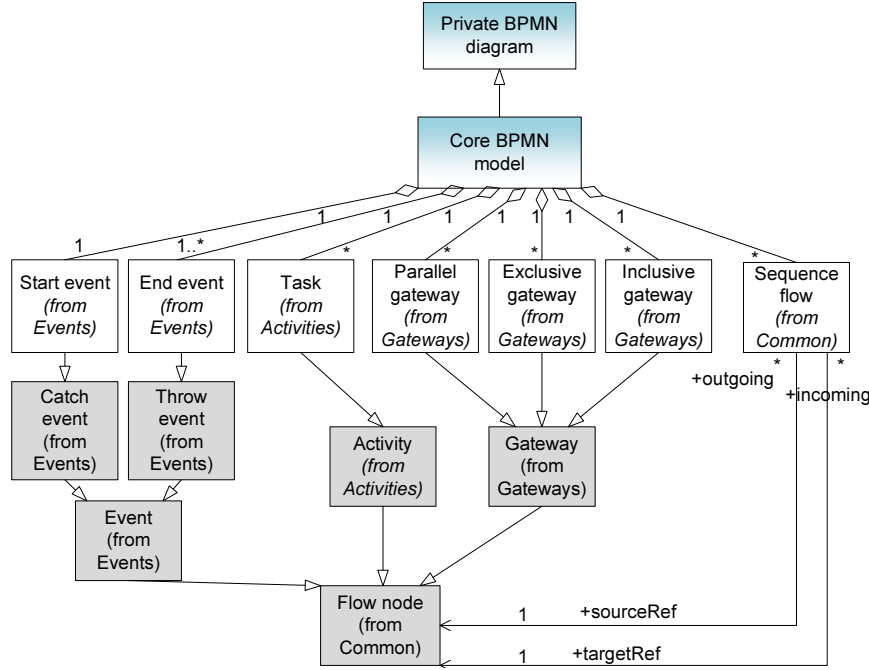 Private BPMN
diagram
Core BPMN
model
1 1 1 1 1 1 1
1 1..* * * * * *
Start event
(from
Events)
End event
(from
Events)
Task
(from
Activities)
Parallel
gateway
(from
Gateways)
Exclusive
gateway
(from
Gateways)
Inclusive
gateway
(from
Gateways)
Sequence
flow
(from
Common)
* *
+outgoing
+incoming
Catch
event
(from
Events)
Throw
event
(from
Events)
Activity
(from
Activities)
Gateway
(from
Gateways)
Event
(from
Events)
Flow node
(from
Common)
1 +sourceRef
1 +targetRef